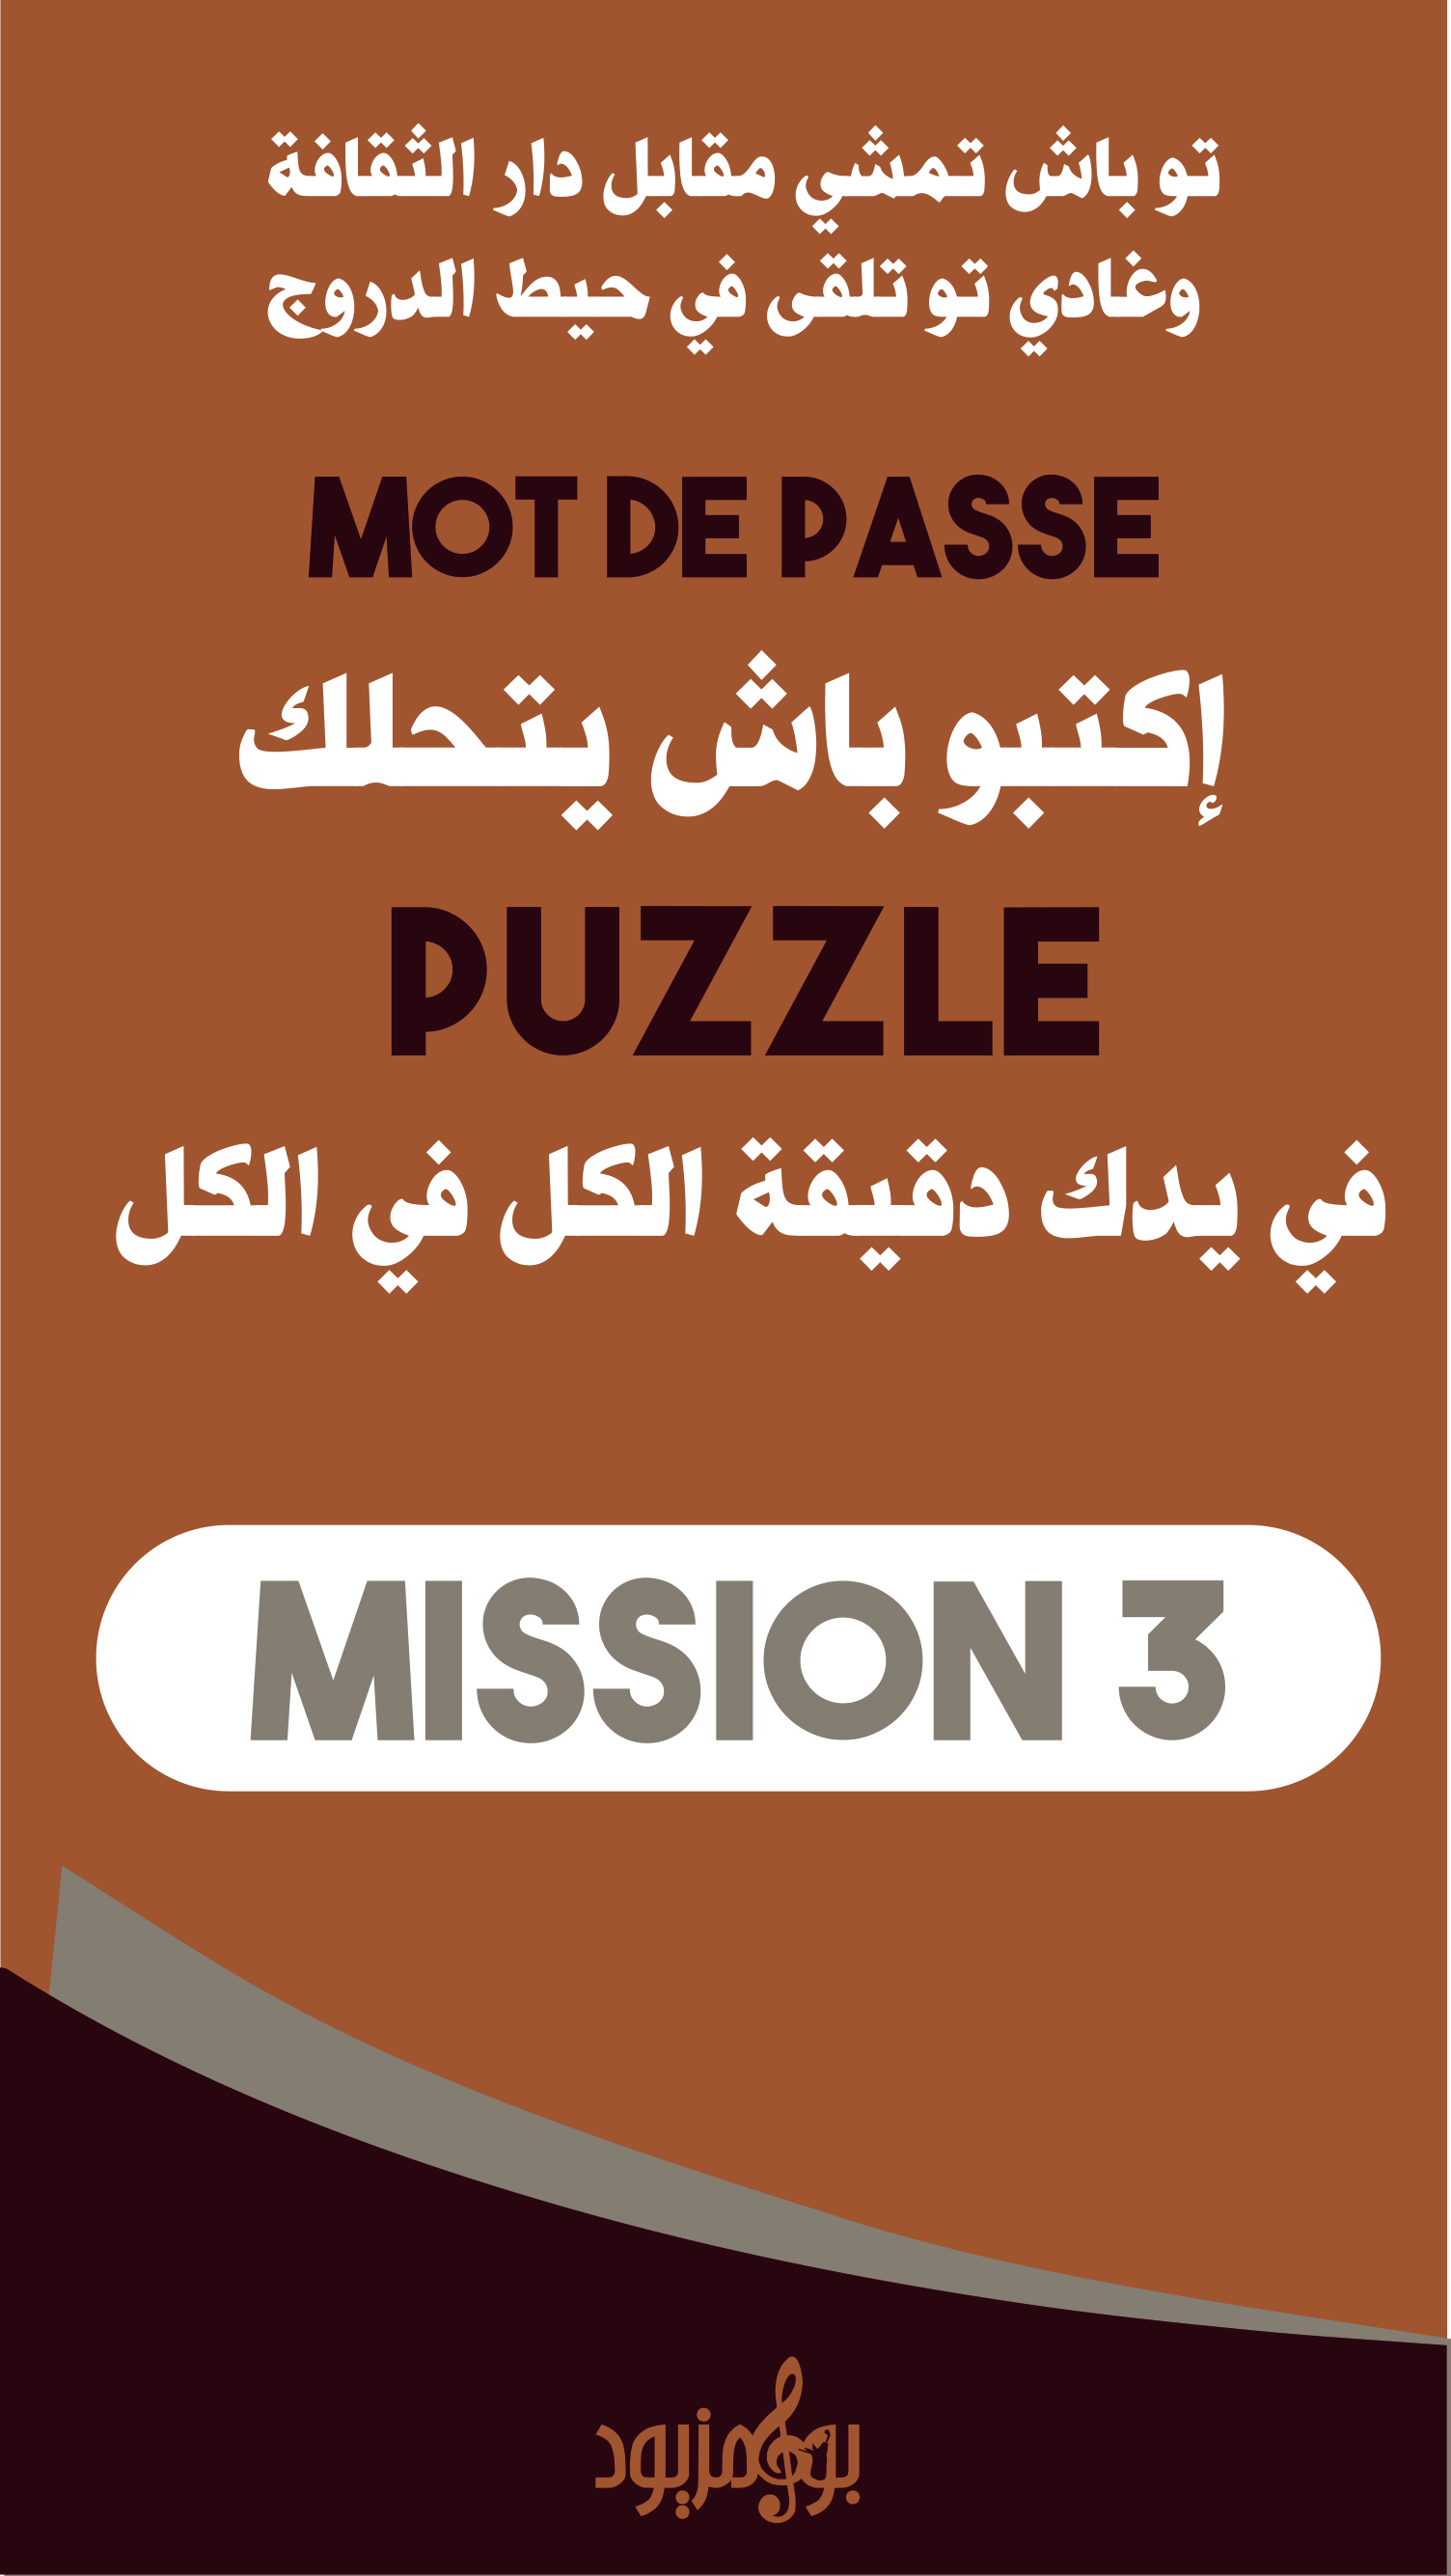 تو باش تمشي مقابل دار الثقافة
وغادي تو تلقى في حيط الدروج
MOT DE PASSE
إكتبو باش يتحلك
PUZZLE
في يدك دقيقة الكل في الكل
MISSION 3